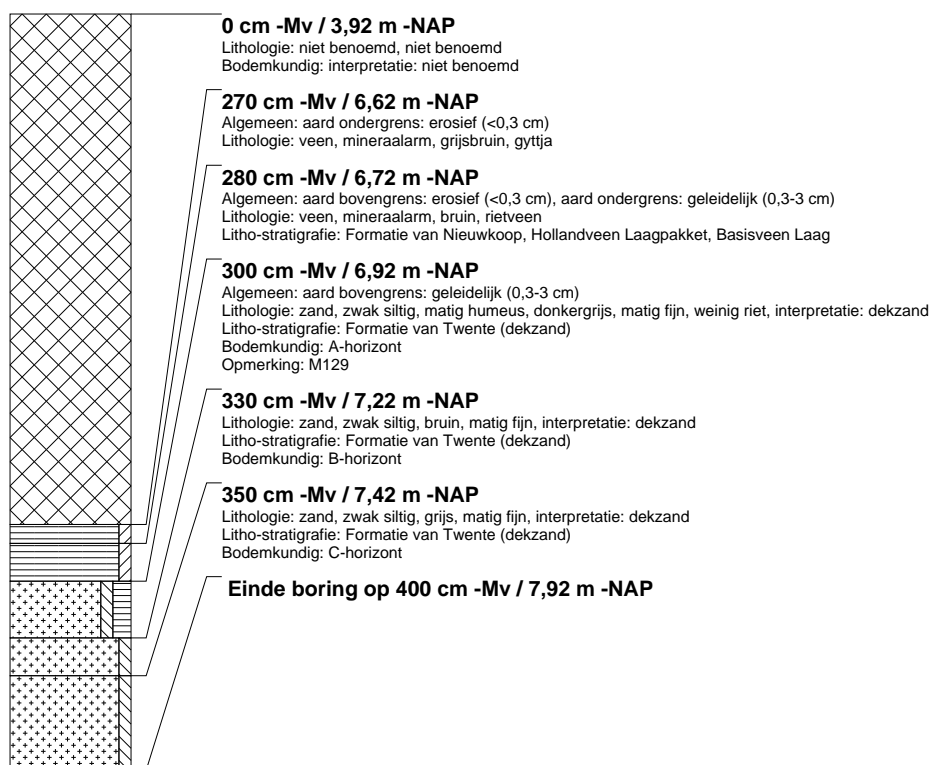 0 cm -Mv / 3,92 m -NAP
Lithologie: niet benoemd, niet benoemd
Bodemkundig: interpretatie: niet benoemd
270 cm -Mv / 6,62 m -NAP
Algemeen: aard ondergrens: erosief (<0,3 cm)
Lithologie: veen, mineraalarm, grijsbruin, gyttja
280 cm -Mv / 6,72 m -NAP
Algemeen: aard bovengrens: erosief (<0,3 cm), aard ondergrens: geleidelijk (0,3-3 cm)
Lithologie: veen, mineraalarm, bruin, rietveen
Litho-stratigrafie: Formatie van Nieuwkoop, Hollandveen Laagpakket, Basisveen Laag
300 cm -Mv / 6,92 m -NAP
Algemeen: aard bovengrens: geleidelijk (0,3-3 cm)
Lithologie: zand, zwak siltig, matig humeus, donkergrijs, matig fijn, weinig riet, interpretatie: dekzand
Litho-stratigrafie: Formatie van Twente (dekzand)
Bodemkundig: A-horizont
Opmerking: M129
330 cm -Mv / 7,22 m -NAP
Lithologie: zand, zwak siltig, bruin, matig fijn, interpretatie: dekzand
Litho-stratigrafie: Formatie van Twente (dekzand)
Bodemkundig: B-horizont
350 cm -Mv / 7,42 m -NAP
Lithologie: zand, zwak siltig, grijs, matig fijn, interpretatie: dekzand
Litho-stratigrafie: Formatie van Twente (dekzand)
Bodemkundig: C-horizont
Einde boring op 400 cm -Mv / 7,92 m -NAP